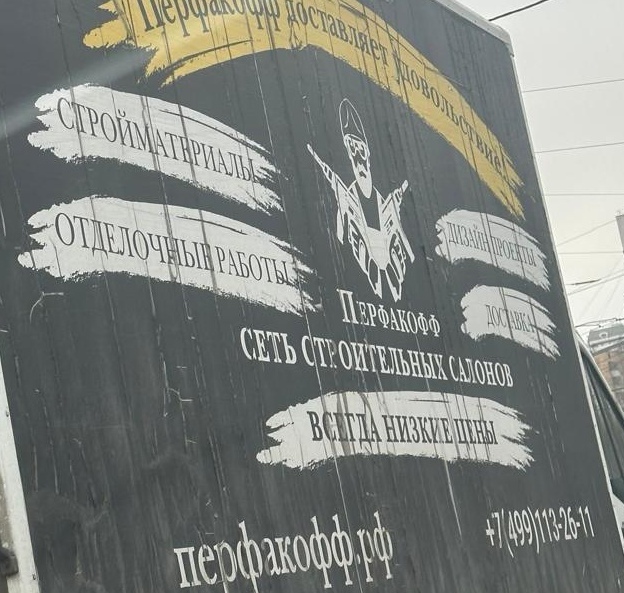 Перфакофф доставляет удовольствие!
СТРОЙМАТЕРИАЛЫ
ОТДЕЛОЧНЫЕ РАБОТЫ
ДИЗАЙН ПРОЕКТЫ
ДОСТАВКА
ПЕРФАКОФФ
СЕТЬ СТРОИТЕЛЬНЫХ САЛОНОВ
ВСЕГДА НИЗКИЕ ЦЕНЫ
перфакофф.рф
+7(499)113-26-11